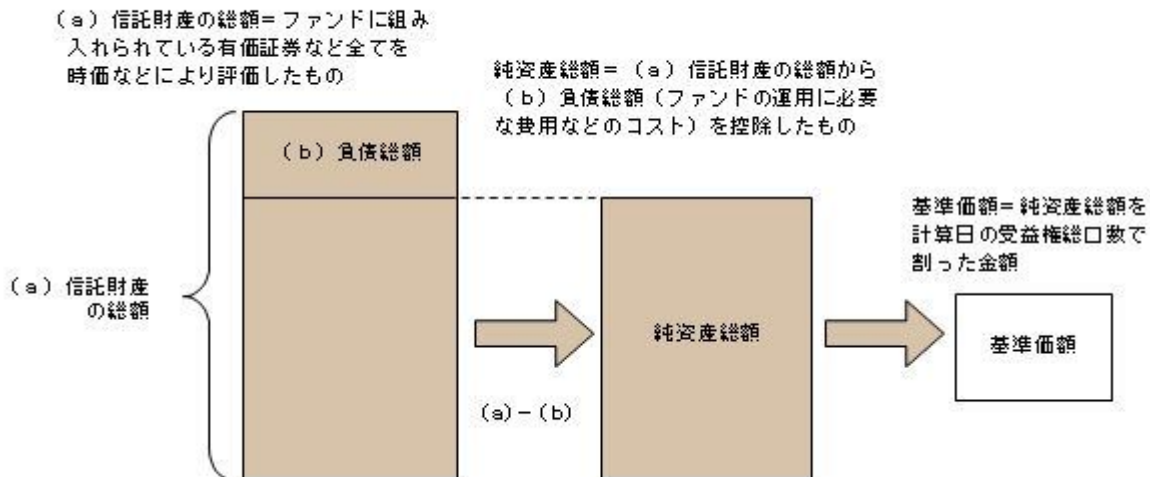 (a)信託財産の総額=ファンドに組み
入れられている有価証券など全てを
時価などにより評価したもの
純資産総額=(a)信託財産の総額から
(b)負債総額(ファンドの運用に必要
な費用などのコスト)を控除したもの
(b)負債総額
基準価額=純資産総額を
計算日の受益権総口数で
割った金額
(a)信託財産
の総額
純資産総額
基準価額
(a)-(b)